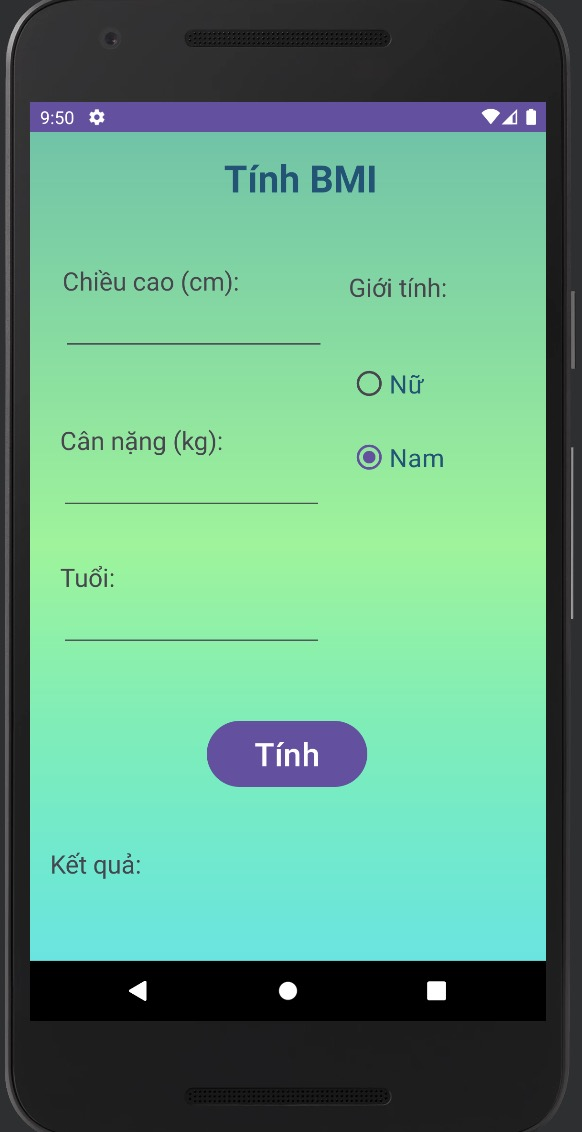 9:50
Tính BMI
Chiều cao (cm):
Giới tính:
Nữ
Cân nặng (kg):
Nam
Tuổi:
Tính
Kết quả: